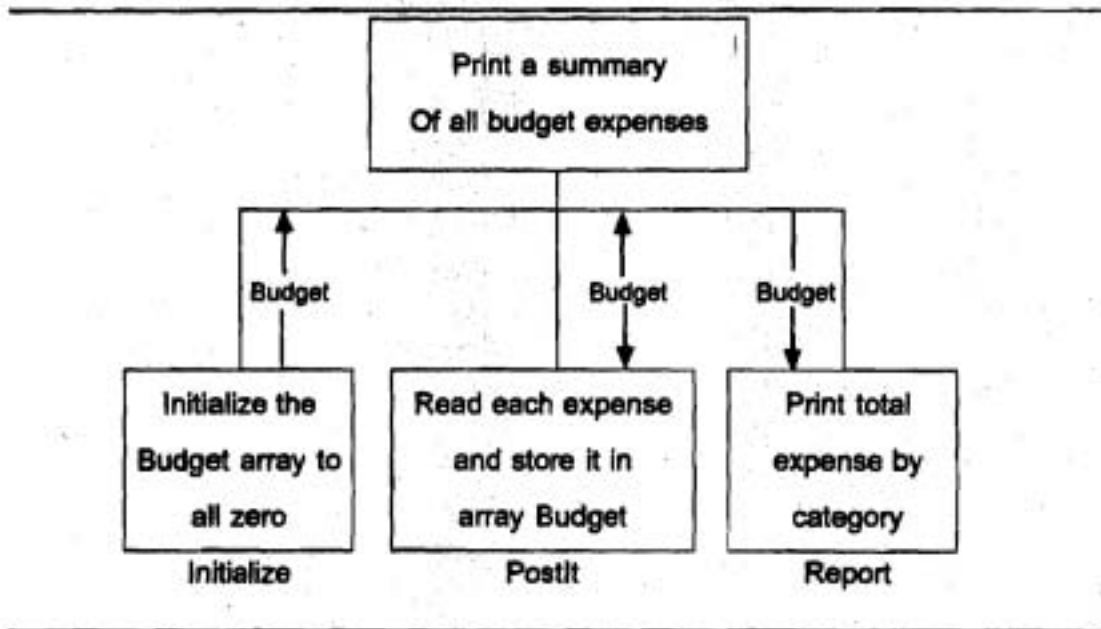 Print a summary
Of all budget expenses
Budget
Budget
Budget
Initialize the
Budget array to
all zero
Initialize
Read each expense
and store it in
array Budget
PostIt
Print total
expense by
category
Report